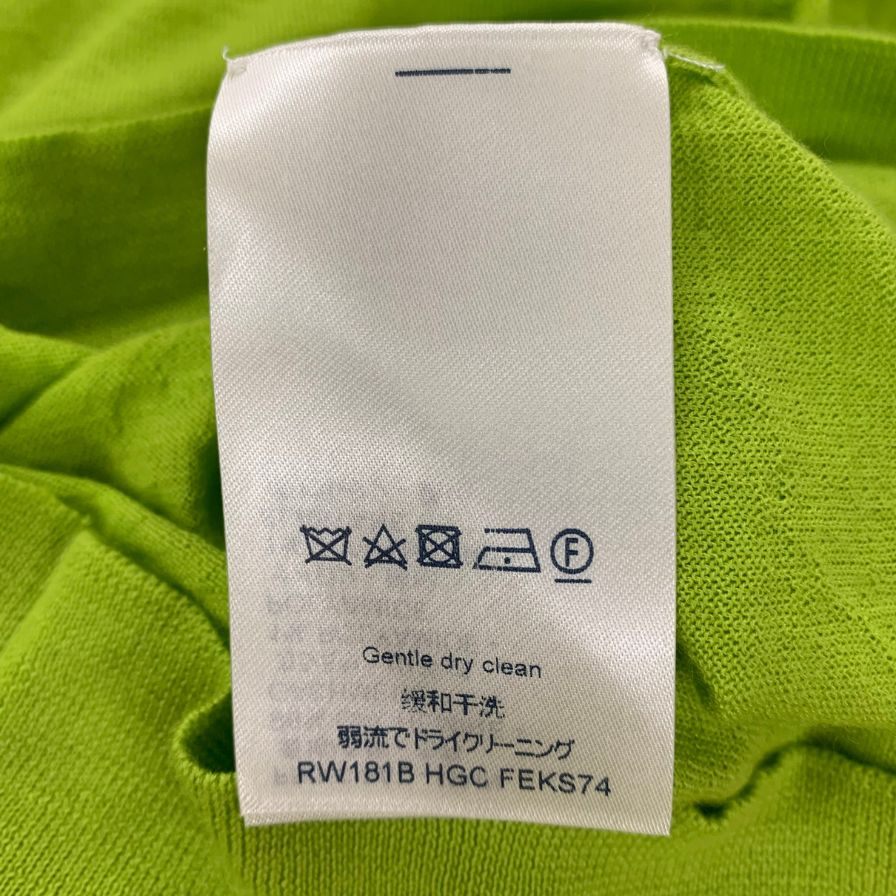 F
Gentle dry clean
缓和干洗
弱流でドライクリーニング
RW181B HGC FEKS74